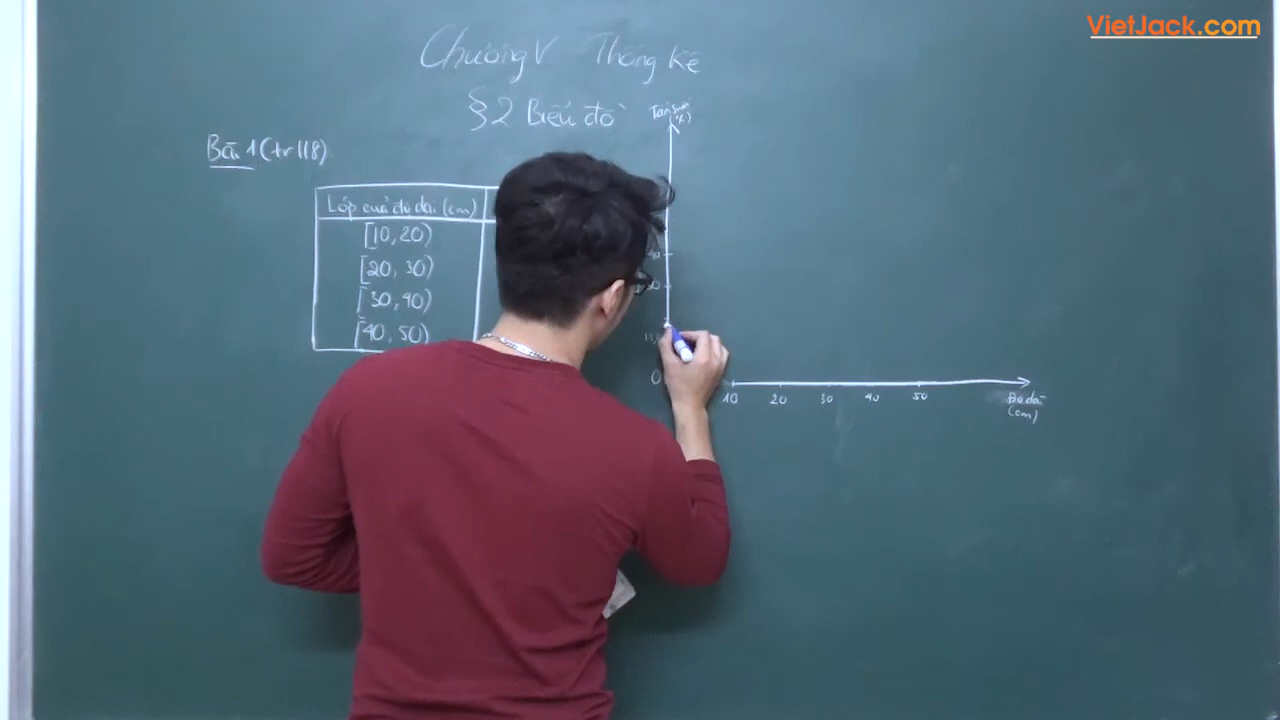 VietJack.com
Chương V Thống kê
§2 Biểu đồ
Bài 1 (tr 118)
Tần suất
(%)
Lớp của độ dài (cm)
[10, 20)
[20, 30)
[30, 40)
[40, 50)
0
10 20 30 40 50
Độ dài
(cm)